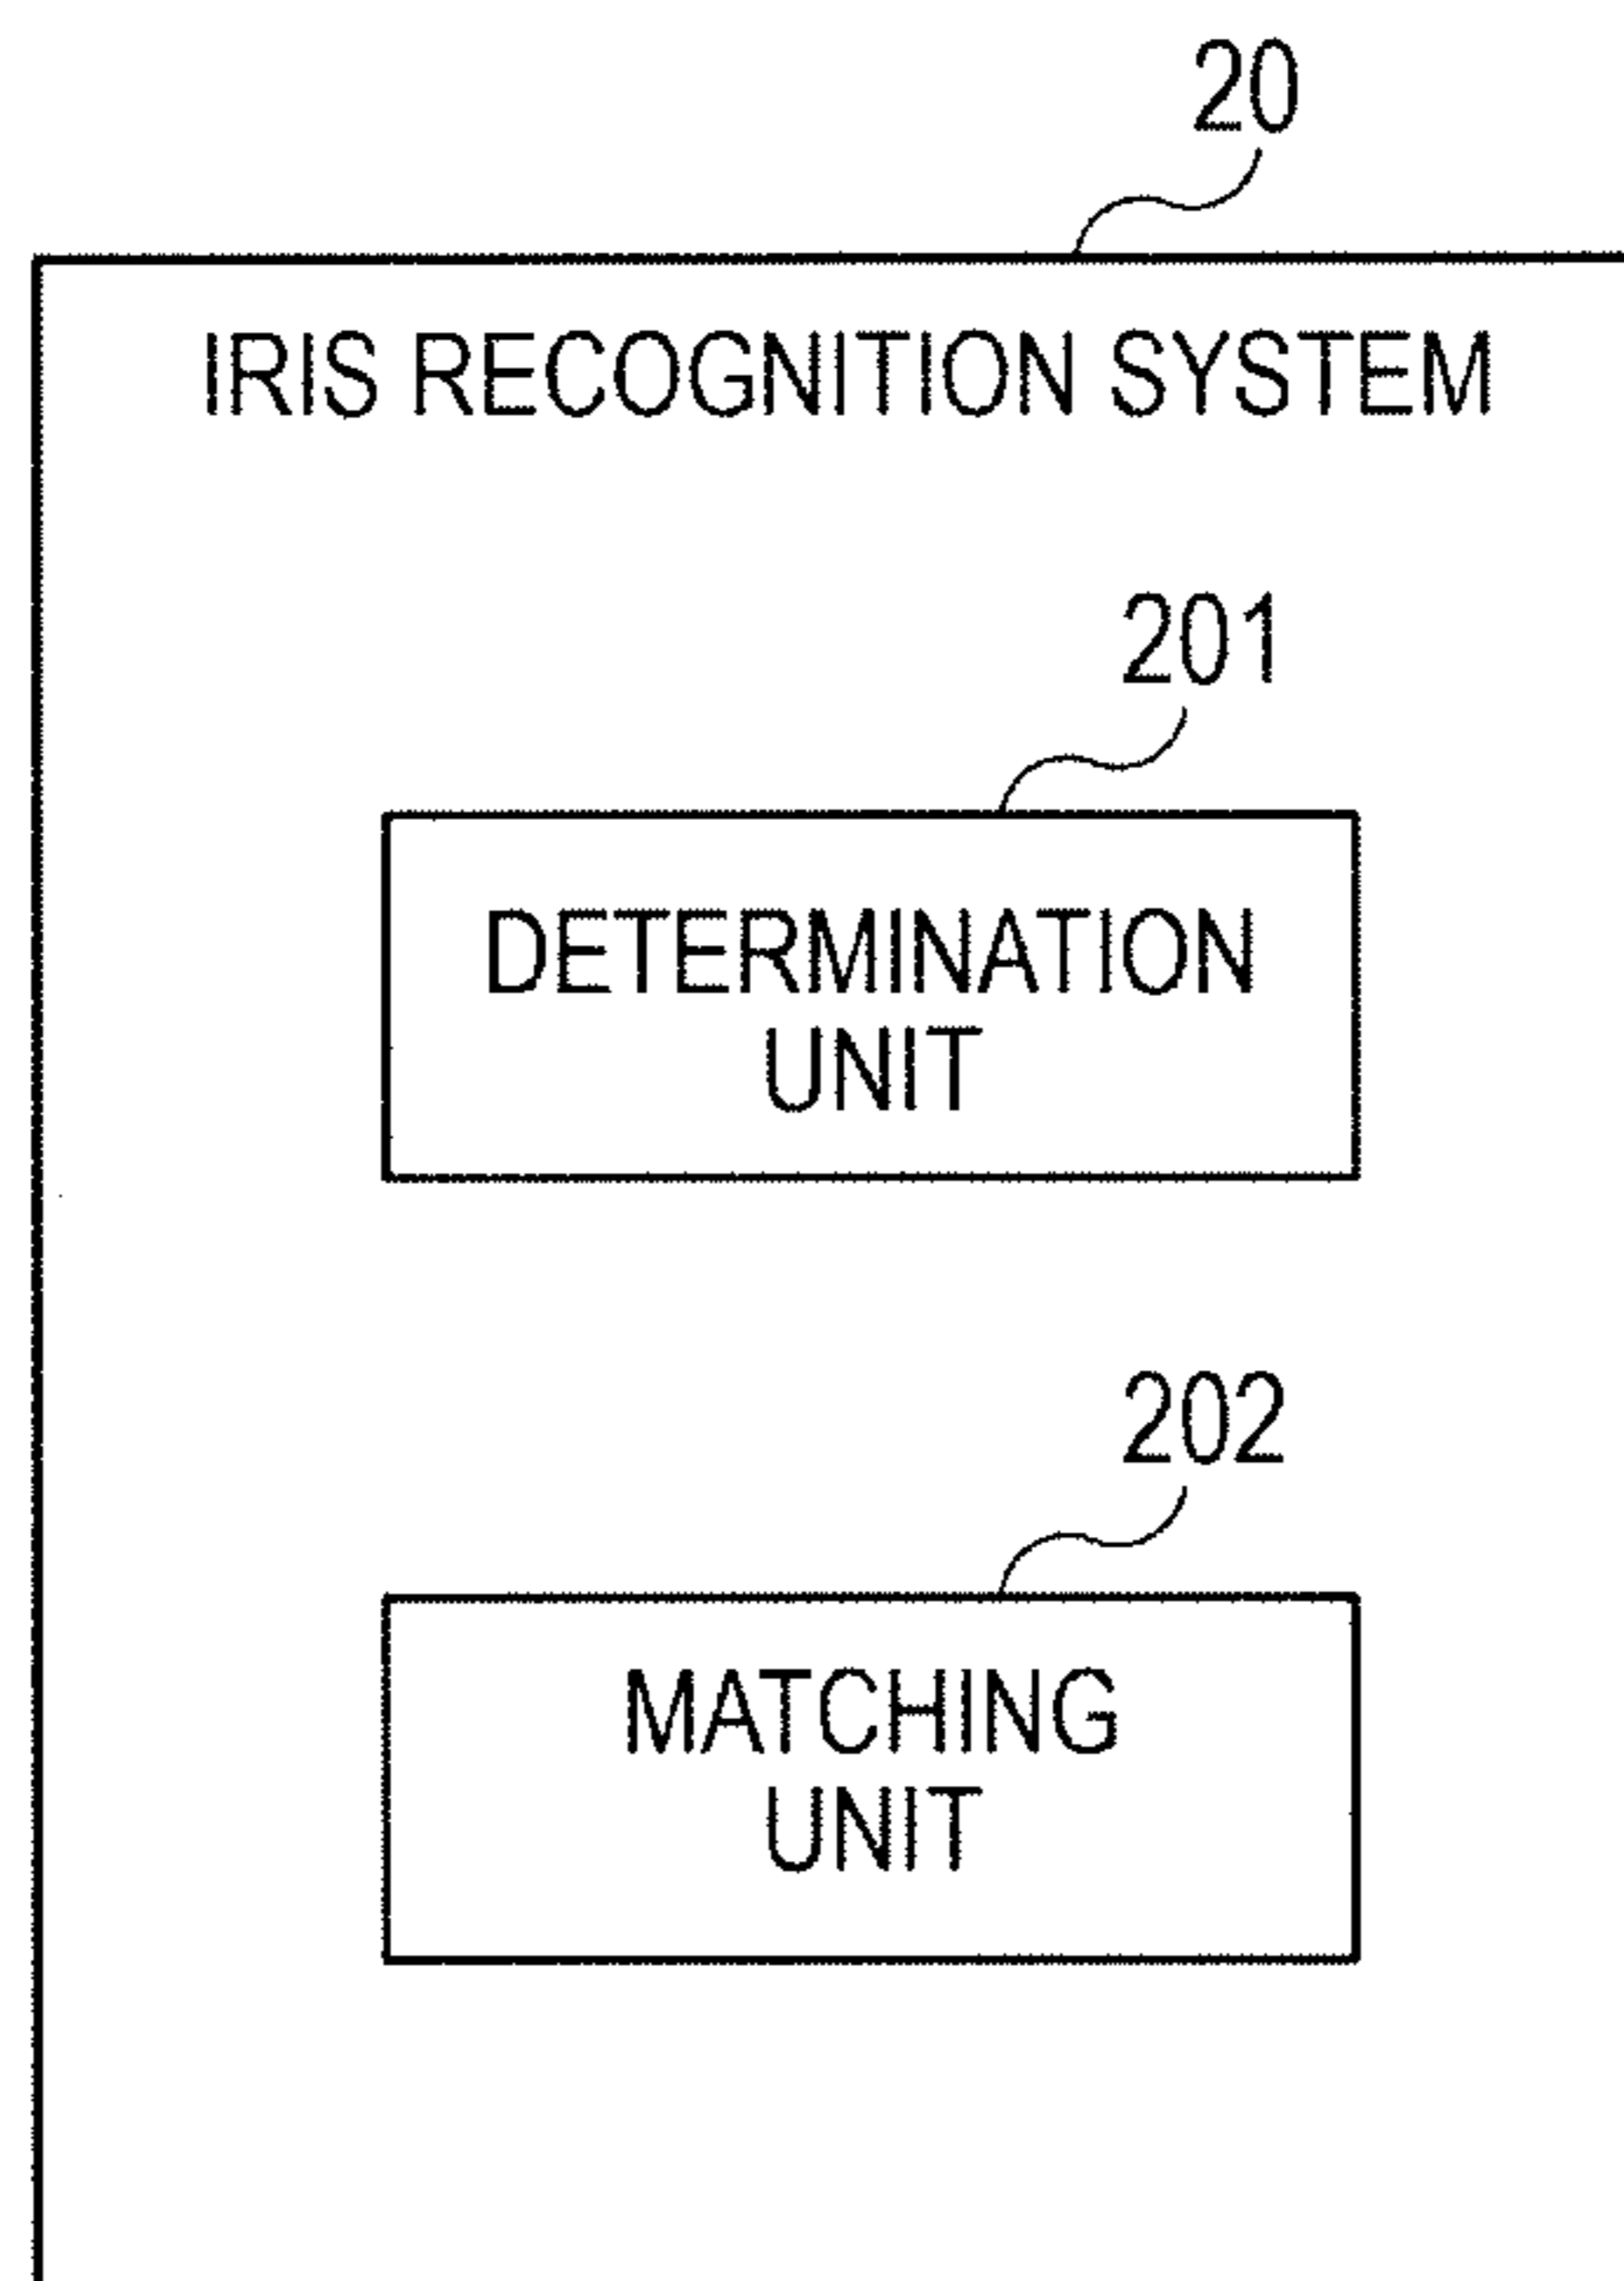 20
IRIS RECOGNITION SYSTEM
201
DETERMINATION
UNIT
202
MATCHING
UNIT